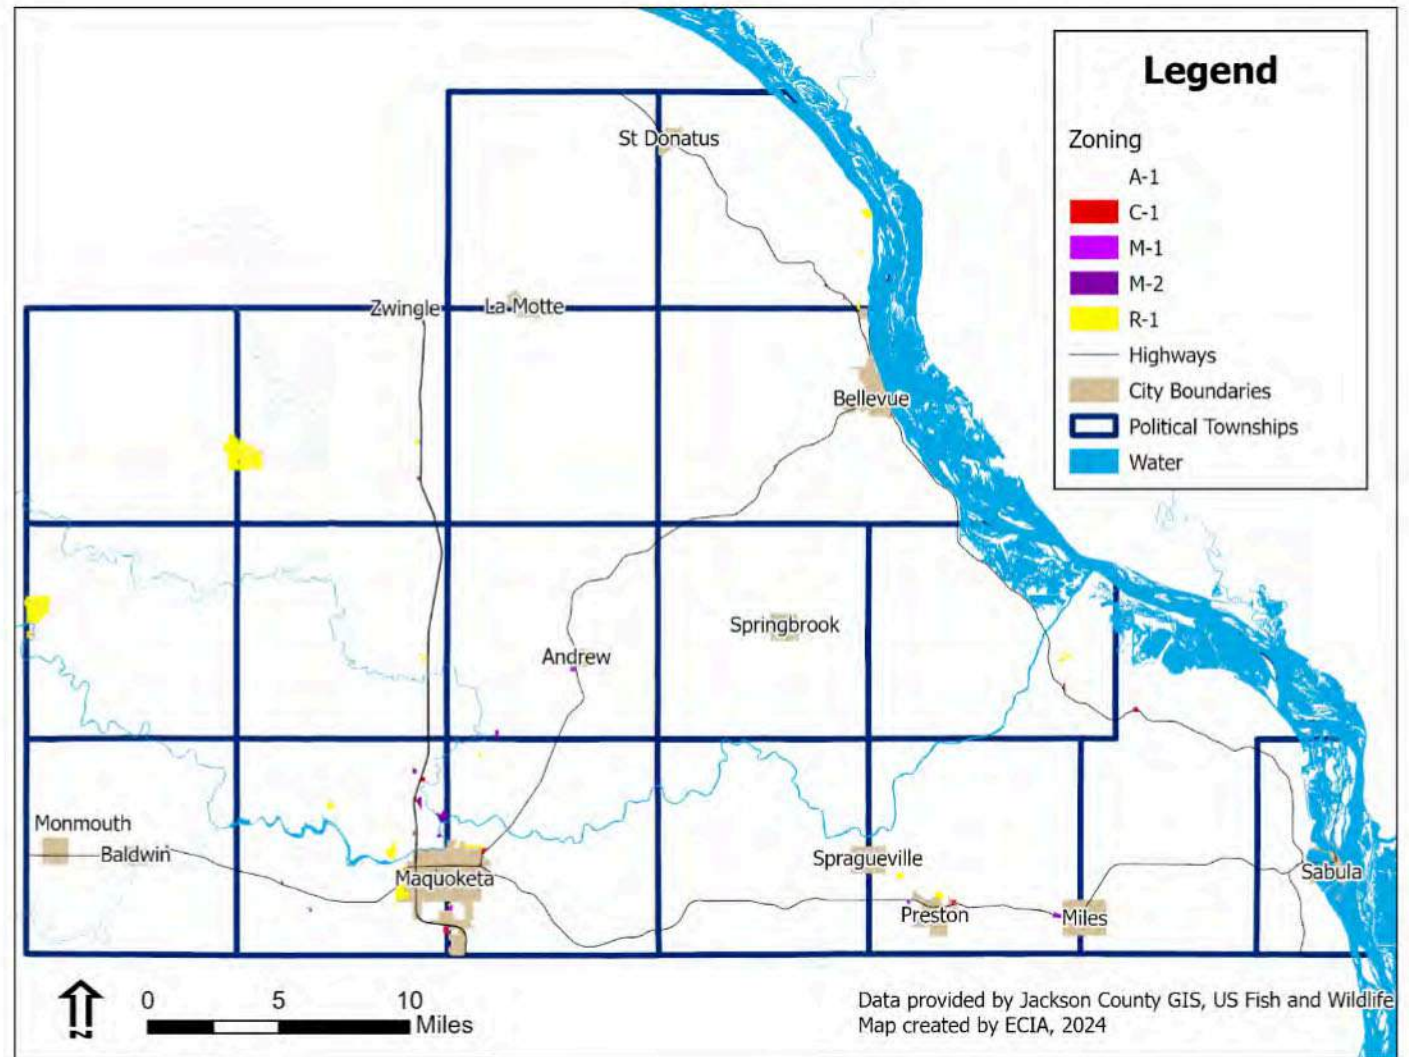 Legend
Zoning
A-1
C-1
M-1
M-2
R-1
Highways
City Boundaries
Political Townships
Water
St Donatus
Zwingle
La Motte
Bellevue
Springbrook
Andrew
Monmouth
Baldwin
Maquoketa
Spragueville
Preston
Miles
Sabula
N
0 5 10
Miles
Data provided by Jackson County GIS, US Fish and Wildlife
Map created by ECIA, 2024